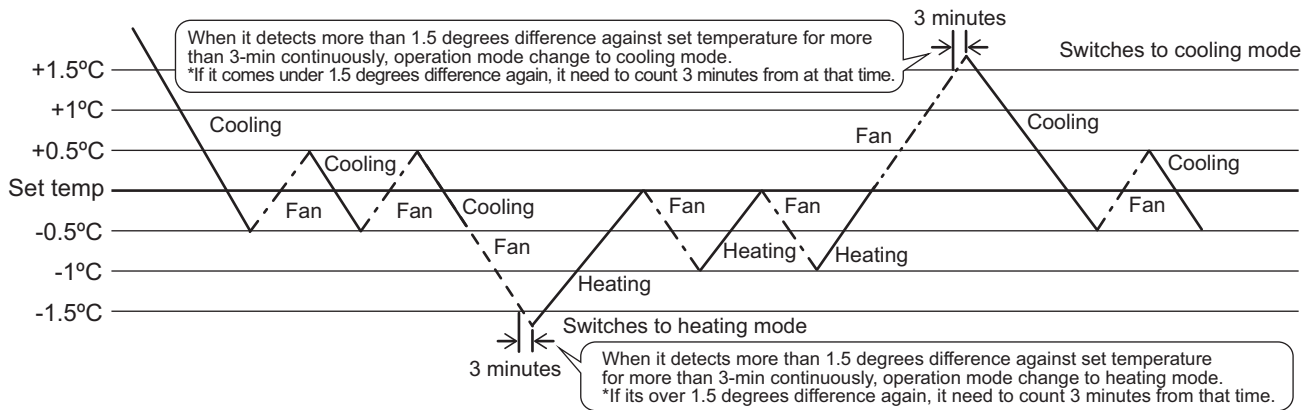 3 minutes
When it detects more than 1.5 degrees difference against set temperature for more
than 3-min continuously, operation mode change to cooling mode.
*If it comes under 1.5 degrees difference again, it need to count 3 minutes from at that time.
Switches to cooling mode
+1.5ºC
+1ºC
Cooling
Fan
Cooling
+0.5ºC
Cooling
Cooling
Set temp
Fan
Fan
Cooling
Fan
Fan
Fan
-0.5ºC
Fan
Heating
Heating
-1ºC
Heating
-1.5ºC
Switches to heating mode
3 minutes
When it detects more than 1.5 degrees difference against set temperature
for more than 3-min continuously, operation mode change to heating mode.
*If its over 1.5 degrees difference again, it need to count 3 minutes from that time.